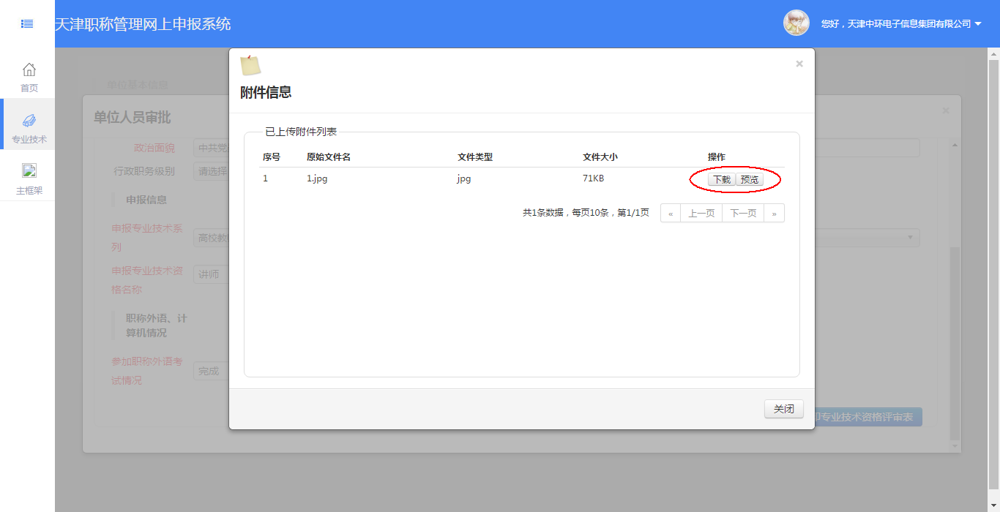 天津职称管理网上申报系统
您好，天津中环电子信息集团有限公司
首页
专业技术
主框架
单位基本信息
单位人员审批
政治面貌
中共党
行政职务级别
请选择
申报信息
申报专业技术系
列
高校教
申报专业技术资
格名称
讲师
职称外语、计
算机情况
参加职称外语考
试情况
完成
专业技术资格评审表
×
附件信息
×
已上传附件列表
序号 原始文件名 文件类型 文件大小 操作
1 1.jpg jpg 71KB 下载 预览
共1条数据，每页10条，第1/1页 « 上一页 下一页 »
关闭